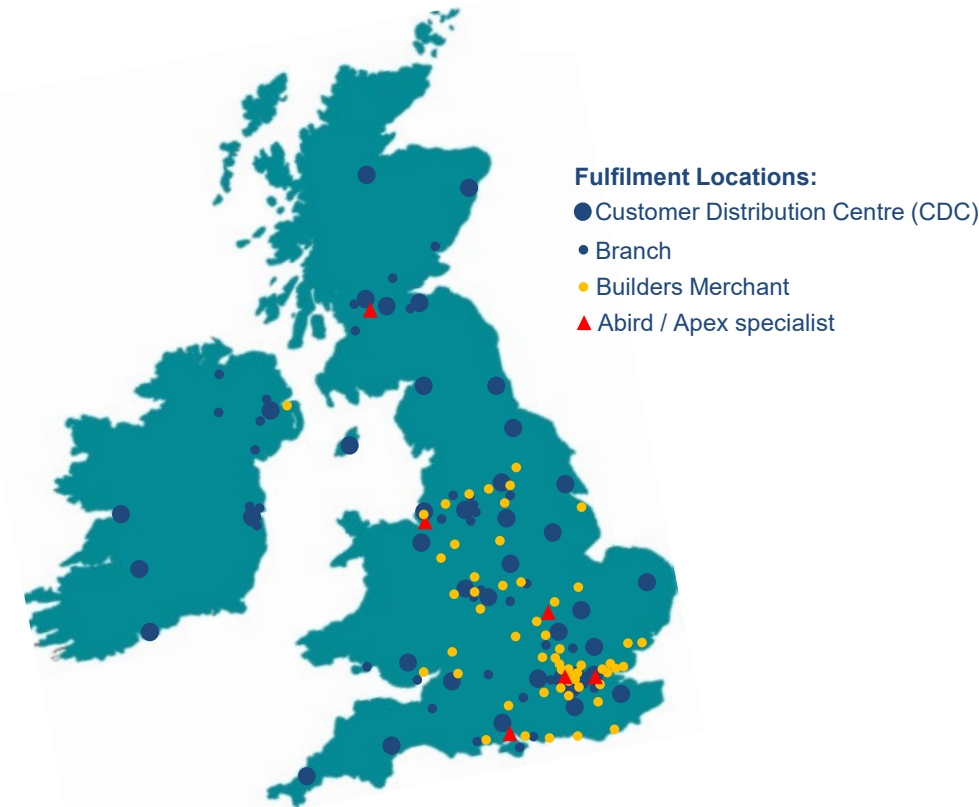 Fulfilment Locations:
Customer Distribution Centre (CDC)
Branch
Builders Merchant
Abird / Apex specialist